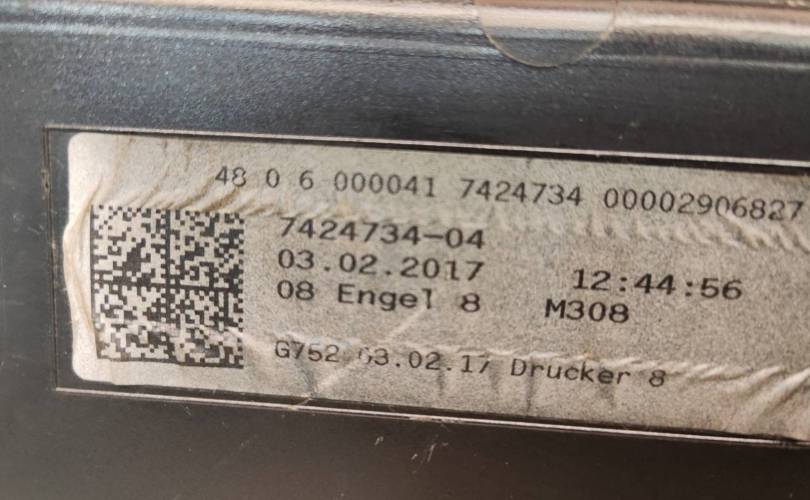 48 0 6 000041 7424734 00002906827
7424734-04
03.02.2017 12:44:56
08 Engel 8 M308
G752 03.02.17 Drucker 8